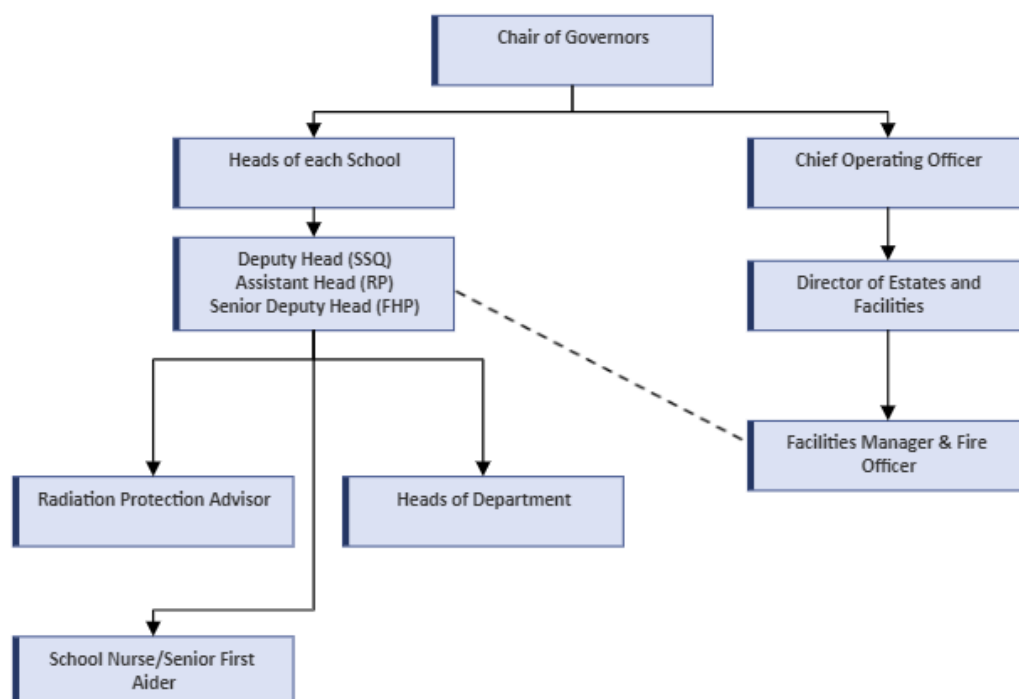 Chair of Governors
Heads of each School
Chief Operating Officer
Deputy Head (SSQ)
Assistant Head (RP)
Senior Deputy Head (FHP)
Director of Estates and
Facilities
Facilities Manager & Fire
Officer
Radiation Protection Advisor
Heads of Department
School Nurse/Senior First
Aider